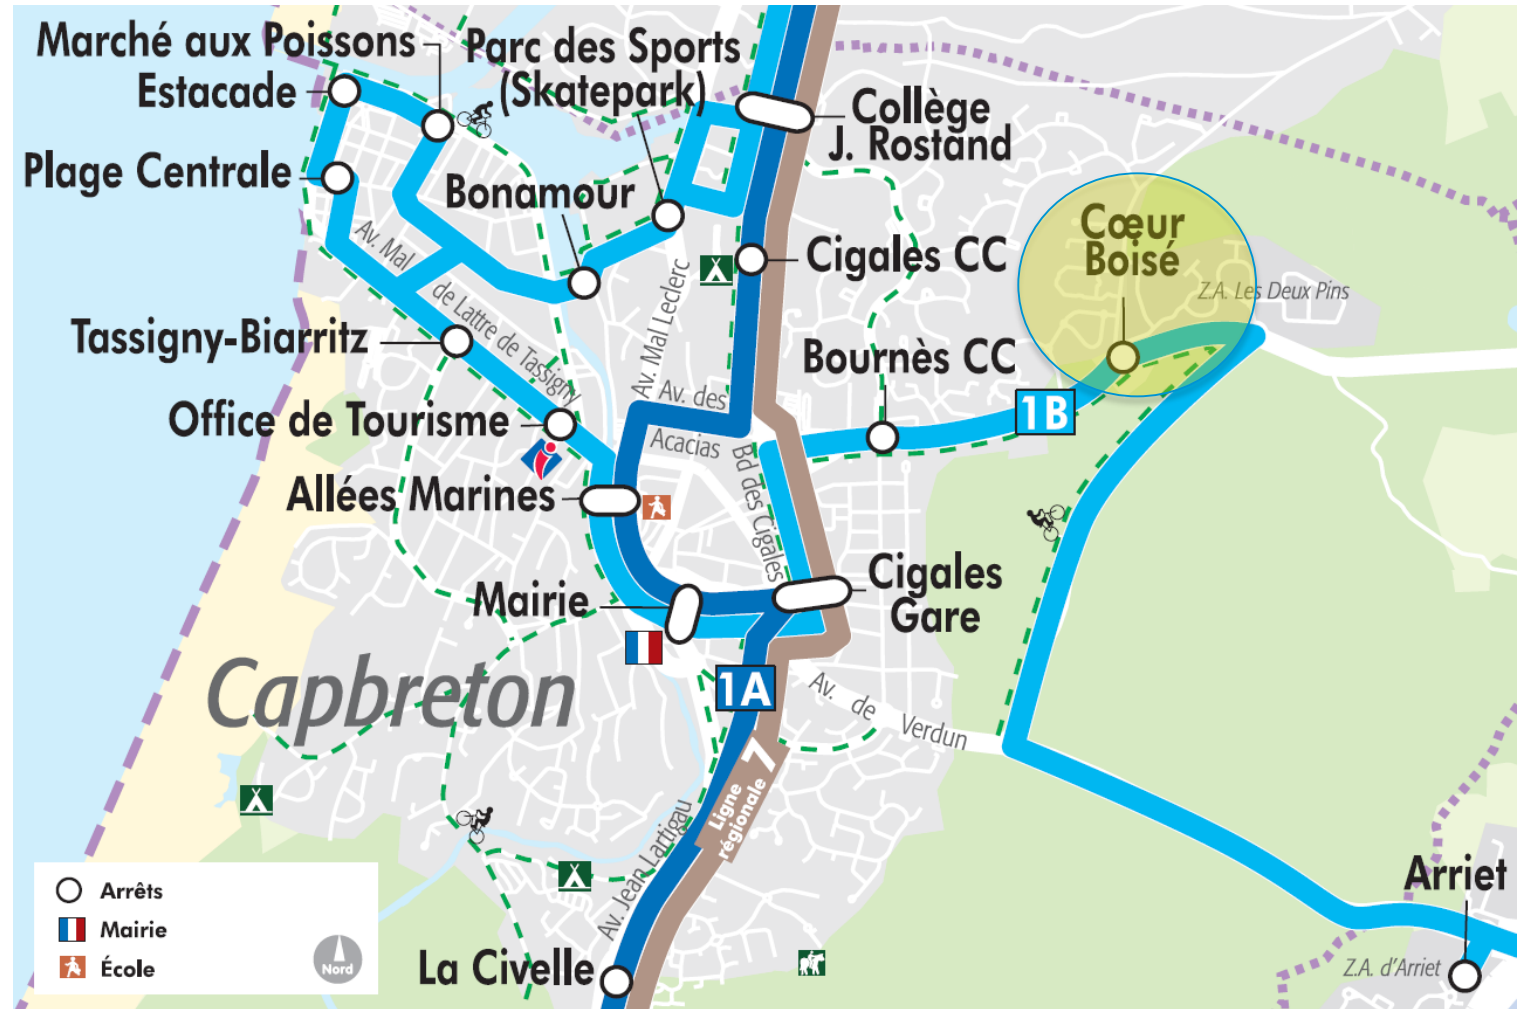 Marché aux Poissons
Estacade
Plage Centrale
Parc des Sports
(Skatepark)
Bonamour
Collège
J. Rostand
Cigales CC
Cœur
Boisé
Z.A. Les Deux Pins
Bournès CC
1B
Av. Mal
de Lattre de Tassigny
Av. Mal Leclerc
Av. des
Acacias
Bd des Cigales
Tassigny-Biarritz
Office de Tourisme
Allées Marines
Mairie
Cigales
Gare
Capbreton
1A
Av. de Verdun
Ligne
régionale 7
Av. Jean Lartigau
La Civelle
Arriet
Z.A. d'Arriet
Arrêts
Mairie
École
Nord